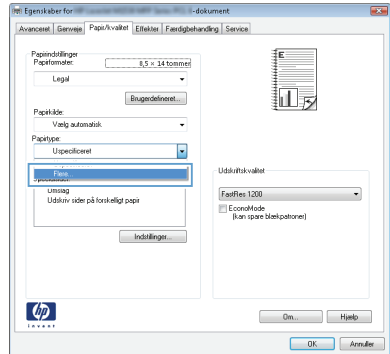 Egenskaber for -dokument
Avanceret Genveje Papir/kvalitet Effekter Færdigbehandling Service
Papirindstillinger
Papirformater: 8,5 × 14 tommer
Legal
Brugerdefineret...
Papirkilde:
Vælg automatisk
Papirtype:
Uspecificeret
Flere...
Omslag
Udskriv sider på forskelligt papir
Indstillinger...
E
Udskriftskvalitet
FastRes 1200
EconoMode
(kan spare blækpatroner)
hp
invent
Om... Hjælp
OK Annuller